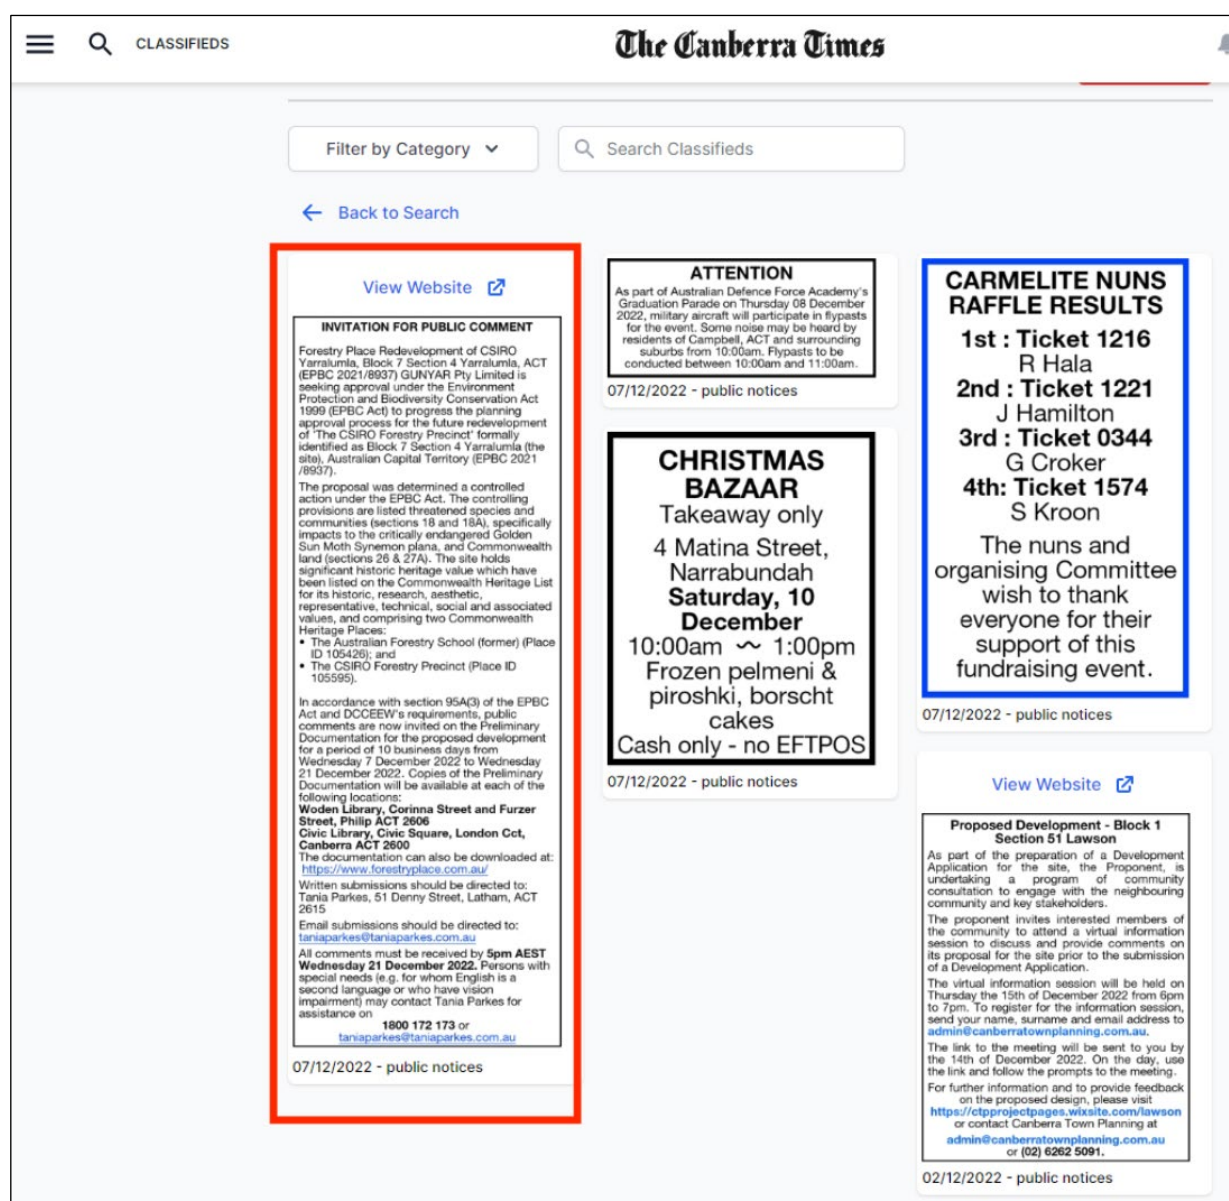 CLASSIFIEDS
The Canberra Times
Filter by Category
Search Classifieds
Back to Search
View Website
INVITATION FOR PUBLIC COMMENT
Forestry Place Redevelopment of CSIRO
Yarralumla, Block 7 Section 4 Yarralumla, ACT
(EPBC 2021/8937) GUNYAR Pty Limited is
seeking approval under the Environment
Protection and Biodiversity Conservation Act
1999 (EPBC Act) to progress the planning
approval process for the future redevelopment
of 'The CSIRO Forestry Precinct' formally
identified as Block 7 Section 4 Yarralumla (the
site), Australian Capital Territory (EPBC 2021
/8937).
The proposal was determined a controlled
action under the EPBC Act. The controlling
provisions are listed threatened species and
communities (sections 18 and 18A), specifically
impacts to the critically endangered Golden
Sun Moth Synemon plana, and Commonwealth
land (sections 26 & 27A). The site holds
significant historic heritage value which have
been listed on the Commonwealth Heritage List
for its historic, research, aesthetic,
representative, technical, social and associated
values, and comprising two Commonwealth
Heritage Places:
• The Australian Forestry School (former) (Place
ID 105426); and
• The CSIRO Forestry Precinct (Place ID
105595).
In accordance with section 95A(3) of the EPBC
Act and DCCEEW's requirements, public
comments are now invited on the Preliminary
Documentation for the proposed development
for a period of 10 business days from
Wednesday 7 December 2022 to Wednesday
21 December 2022. Copies of the Preliminary
Documentation will be available at each of the
following locations:
Woden Library, Corinna Street and Furzer
Street, Philip ACT 2606
Civic Library, Civic Square, London Cct,
Canberra ACT 2600
The documentation can also be downloaded at:
https://www.forestryplace.com.au/
Written submissions should be directed to:
Tania Parkes, 51 Denny Street, Latham, ACT
2615
Email submissions should be directed to:
taniaparkes@taniaparkes.com.au
All comments must be received by 5pm AEST
Wednesday 21 December 2022. Persons with
special needs (e.g. for whom English is a
second language or who have vision
impairment) may contact Tania Parkes for
assistance on
1800 172 173 or
taniaparkes@taniaparkes.com.au
07/12/2022 - public notices
ATTENTION
As part of Australian Defence Force Academy's
Graduation Parade on Thursday 08 December
2022, military aircraft will participate in flypasts
for the event. Some noise may be heard by
residents of Campbell, ACT and surrounding
suburbs from 10:00am. Flypasts to be
conducted between 10:00am and 11:00am.
07/12/2022 - public notices
CHRISTMAS
BAZAAR
Takeaway only
4 Matina Street,
Narrabundah
Saturday, 10
December
10:00am ~ 1:00pm
Frozen pelmeni &
piroshki, borscht
cakes
Cash only - no EFTPOS
07/12/2022 - public notices
CARMELITE NUNS
RAFFLE RESULTS
1st : Ticket 1216
R Hala
2nd : Ticket 1221
J Hamilton
3rd : Ticket 0344
G Croker
4th: Ticket 1574
S Kroon
The nuns and
organising Committee
wish to thank
everyone for their
support of this
fundraising event.
07/12/2022 - public notices
View Website
Proposed Development - Block 1
Section 51 Lawson
As part of the preparation of a Development
Application for the site, the Proponent, is
undertaking a program of community
consultation to engage with the neighbouring
community and key stakeholders.
The proponent invites interested members of
the community to attend a virtual information
session to discuss and provide comments on
its proposal for the site prior to the submission
of a Development Application.
The virtual information session will be held on
Thursday the 15th of December 2022 from 6pm
to 7pm. To register for the information session,
send your name, surname and email address to
admin@canberratownplanning.com.au.
The link to the meeting will be sent to you by
the 14th of December 2022. On the day, use
the link and follow the prompts to the meeting.
For further information and to provide feedback
on the proposed design, please visit
https://ctpprojectpages.wixsite.com/lawson
or contact Canberra Town Planning at
admin@canberratownplanning.com.au
or (02) 6262 5091.
02/12/2022 - public notices